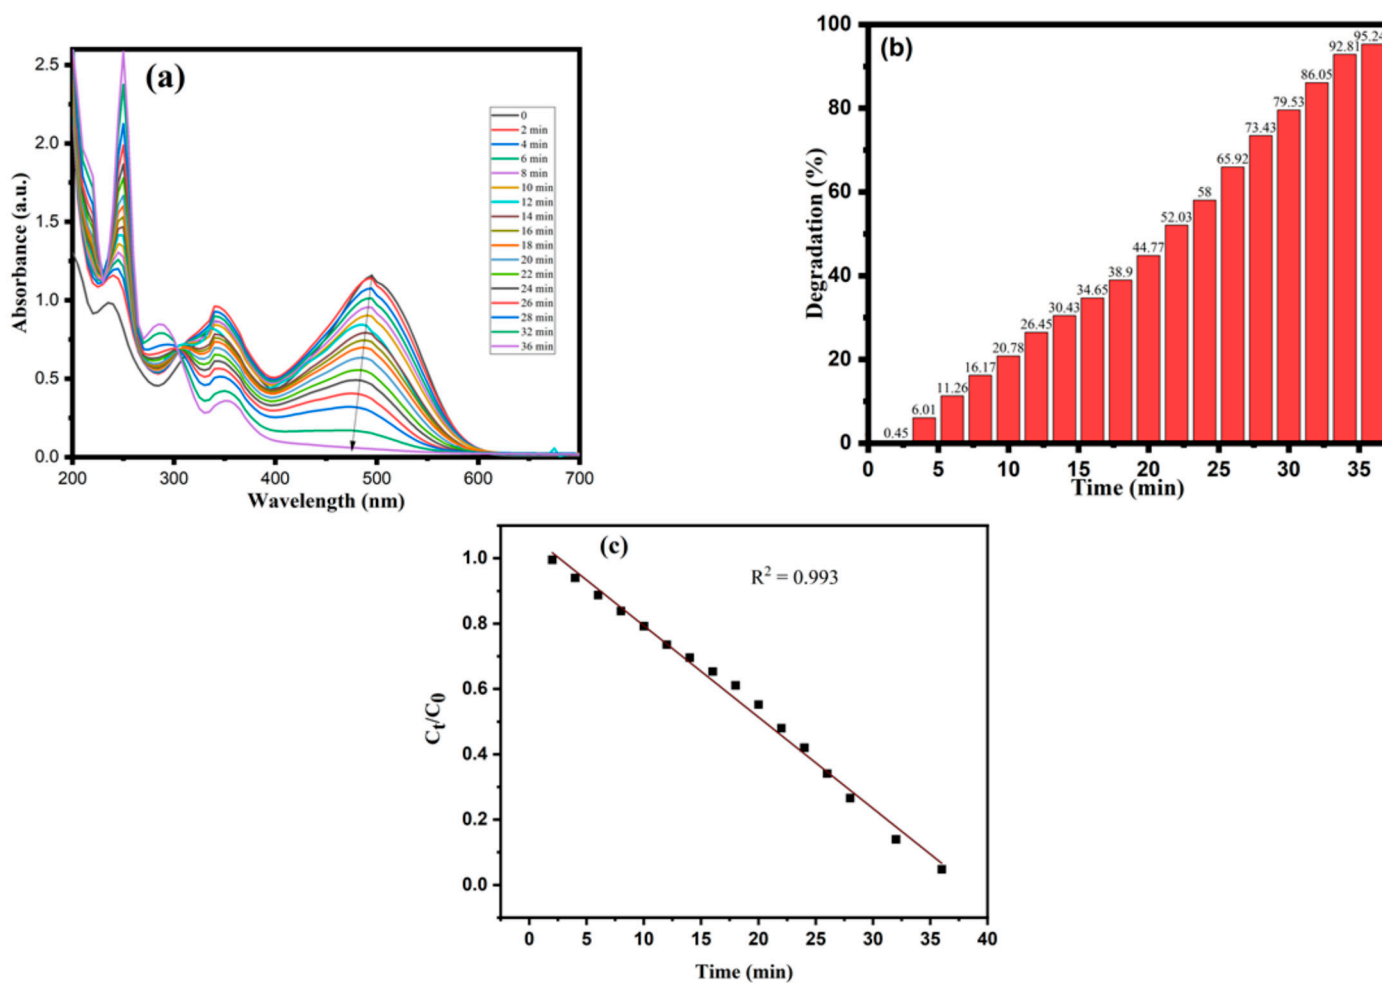 (a)
2.5
2.0
1.5
1.0
0.5
0.0
Absorbance (a.u.)
200 300 400 500 600 700
Wavelength (nm)
0
2 min
4 min
6 min
8 min
10 min
12 min
14 min
16 min
18 min
20 min
22 min
24 min
26 min
28 min
32 min
36 min
(b)
100
80
60
40
20
0
Degradation (%)
0.45 6.01 11.26 16.17 20.78 26.45 30.43 34.65 38.9 44.77 52.03 58 65.92 73.43 79.53 86.05 92.81 95.24
0 5 10 15 20 25 30 35
Time (min)
(c)
R² = 0.993
1.0
0.8
0.6
0.4
0.2
0.0
Ct/C0
0 5 10 15 20 25 30 35 40
Time (min)